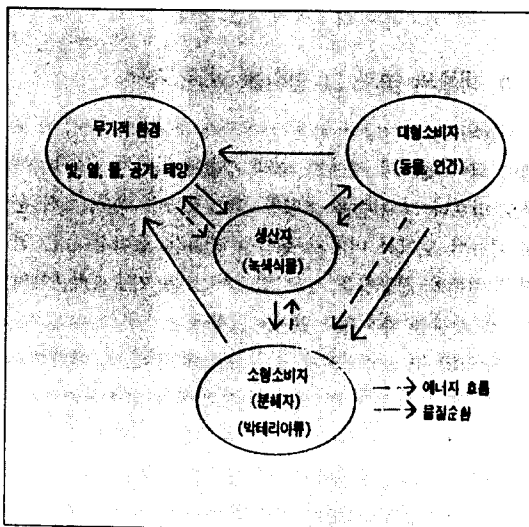 무기적 환경
빛, 열, 물, 공기, 태양
대형소비자
(동물, 인간)
생산자
(녹색식물)
소형소비자
(분해자)
(박테리아류)
에너지 흐름
물질순환